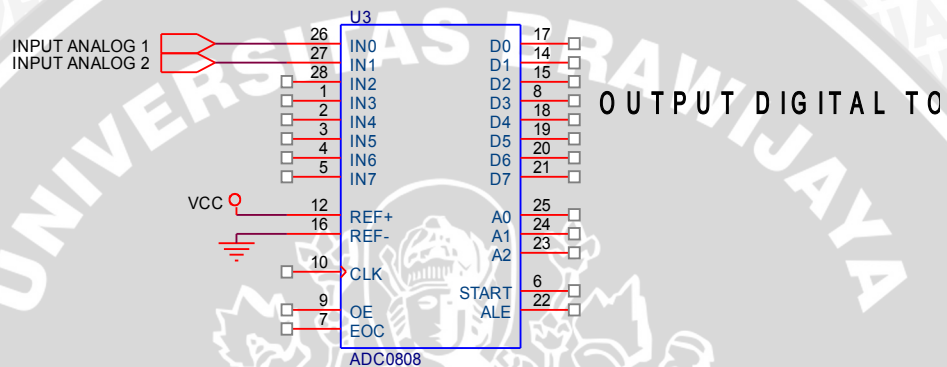 U3
INPUT ANALOG 1
INPUT ANALOG 2
26 IN0 D0 17
27 IN1 D1 14
28 IN2 D2 15
1 IN3 D3 8
2 IN4 D4 18
3 IN5 D5 19
4 IN6 D6 20
5 IN7 D7 21
OUTPUT DIGITAL TO
VCC
12 REF+ A0 25
16 REF- A1 24
A2 23
10 CLK
START 6
9 OE ALE 22
7 EOC
ADC0808
UNIVERSITAS BRAWIJAYA